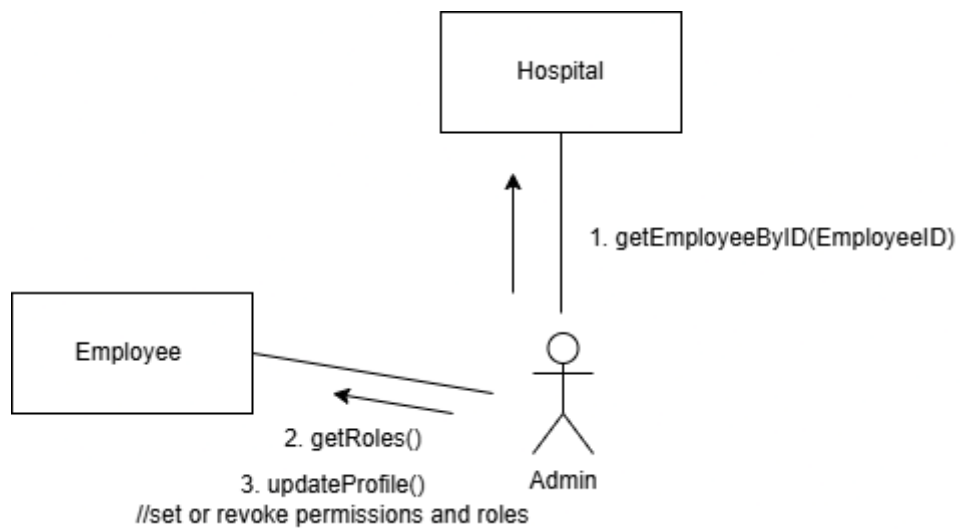 Hospital
1. getEmployeeByID(EmployeeID)
Employee
2. getRoles()
3. updateProfile()
//set or revoke permissions and roles
Admin